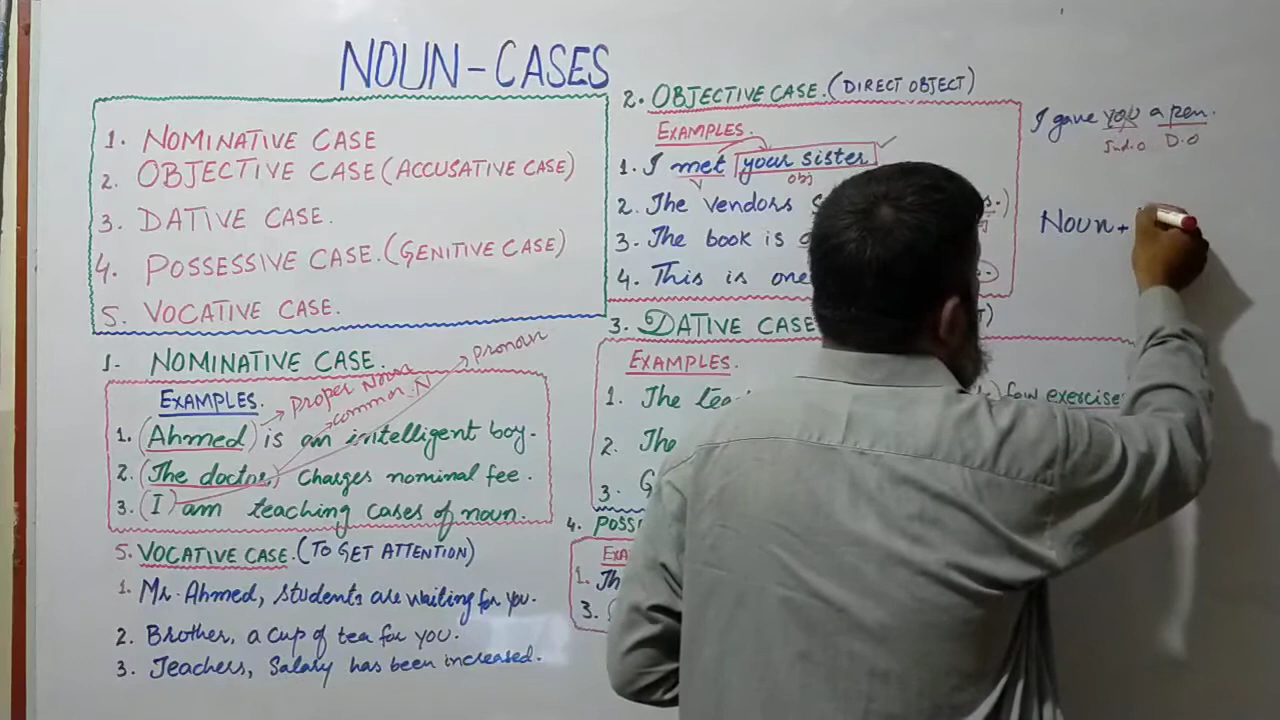 NOUN-CASES
1. NOMINATIVE CASE
2. OBJECTIVE CASE (ACCUSATIVE CASE)
3. DATIVE CASE.
4. POSSESSIVE CASE. (GENITIVE CASE)
5. VOCATIVE CASE.
1. NOMINATIVE CASE.
EXAMPLES.
Proper Noun
common. N
pronoun
1. (Ahmed) is an intelligent boy.
2. (The doctor) Charges nominal fee.
3. (I) am teaching cases of noun.
5. VOCATIVE CASE. (TO GET ATTENTION)
1. Mr. Ahmed, students are waiting for you.
2. Brother, a cup of tea for you.
3. Teachers, Salary has been increased.
2. OBJECTIVE CASE. (DIRECT OBJECT)
EXAMPLES.
1. I met your sister
V obj
2. The vendors
3. The book is
4. This is one
3. DATIVE CASE
EXAMPLES.
1. The
few exercise
2. The
3. G
4. POSS
EXA
1. Th
3. (
I gave you a pen.
Ind.O D.O
Noun +